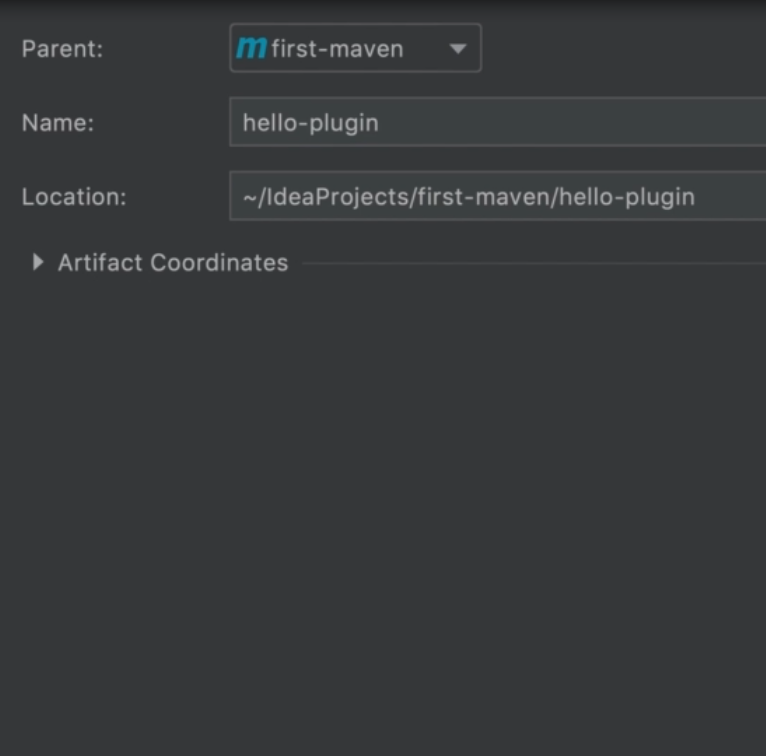 Parent: m first-maven
Name: hello-plugin
Location: ~/IdeaProjects/first-maven/hello-plugin
Artifact Coordinates